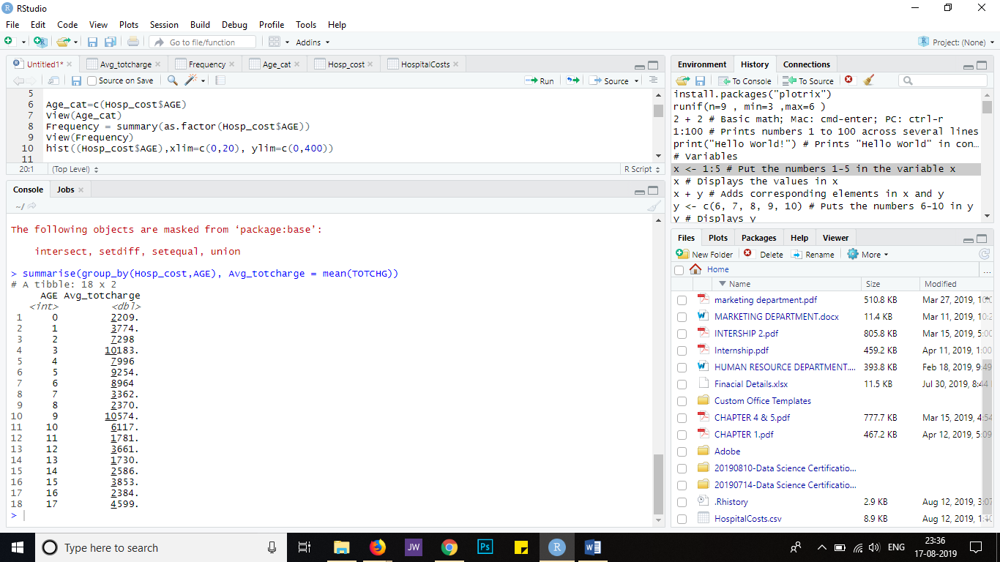 RStudio
File Edit Code View Plots Session Build Debug Profile Tools Help
Go to file/function Addins Project: (None)
Untitled1* Avg_totcharge Frequency Age_cat Hosp_cost HospitalCosts
Source on Save Run Source
5
6 Age_cat=c(Hosp_cost$AGE)
7 View(Age_cat)
8 Frequency = summary(as.factor(Hosp_cost$AGE))
9 View(Frequency)
10 hist((Hosp_cost$AGE),xlim=c(0,20), ylim=c(0,400))
11
20:1 (Top Level) R Script
Console Jobs
~/
The following objects are masked from ‘package:base’:
intersect, setdiff, setequal, union
> summarise(group_by(Hosp_cost,AGE), Avg_totcharge = mean(TOTCHG))
# A tibble: 18 x 2
AGE Avg_totcharge
<int> <dbl>
1 0 2209.
2 1 3774.
3 2 7298
4 3 10183.
5 4 7996
6 5 9254.
7 6 8964
8 7 3362.
9 8 2370.
10 9 10574.
11 10 6117.
12 11 1781.
13 12 3661.
14 13 1730.
15 14 2586.
16 15 3853.
17 16 2384.
18 17 4599.
>
Environment History Connections
To Console To Source
install.packages("plotrix")
runif(n=9 , min=3 ,max=6 )
2 + 2 # Basic math; Mac: cmd-enter; PC: ctrl-r
1:100 # Prints numbers 1 to 100 across several lines
print("Hello World!") # Prints "Hello World" in con…
# Variables
x <- 1:5 # Put the numbers 1-5 in the variable x
x # Displays the values in x
x + y # Adds corresponding elements in x and y
y <- c(6, 7, 8, 9, 10) # Puts the numbers 6-10 in y
y # Displays y
Files Plots Packages Help Viewer
New Folder Delete Rename More
Home ...
Name Size Modified
marketing department.pdf 510.8 KB Mar 27, 2019,
MARKETING DEPARTMENT.docx 11.4 KB Mar 11, 2019, 10:2
INTERSHIP 2.pdf 805.8 KB Mar 15, 2019, 5:00
Internship.pdf 459.2 KB Apr 11, 2019, 1:00
HUMAN RESOURCE DEPARTMENT.... 393.8 KB Feb 18, 2019, 9:49
Finacial Details.xlsx 11.5 KB Jul 30, 2019, 8:44
Custom Office Templates
CHAPTER 4 & 5.pdf 777.7 KB Mar 15, 2019, 4:54
CHAPTER 1.pdf 467.2 KB Apr 12, 2019, 5:09
Adobe
20190810-Data Science Certificatio...
20190714-Data Science Certificatio...
.Rhistory 2.9 KB Aug 12, 2019, 3:07
HospitalCosts.csv 8.9 KB Aug 12, 2019,
Type here to search JW Ps R W ENG 23:36
17-08-2019